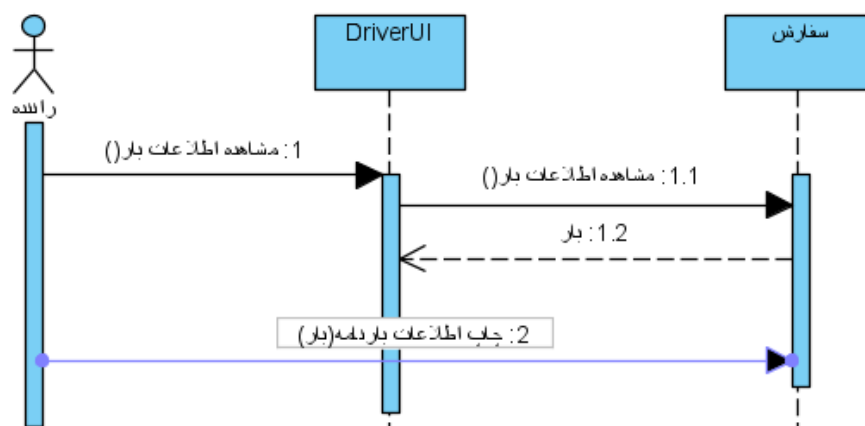 DriverUI
سفارش
راننده
1: مشاهده اطلاعات بار()
1.1: مشاهده اطلاعات بار()
1.2: بار
2: چاپ اطلاعات بارنامه(بار)